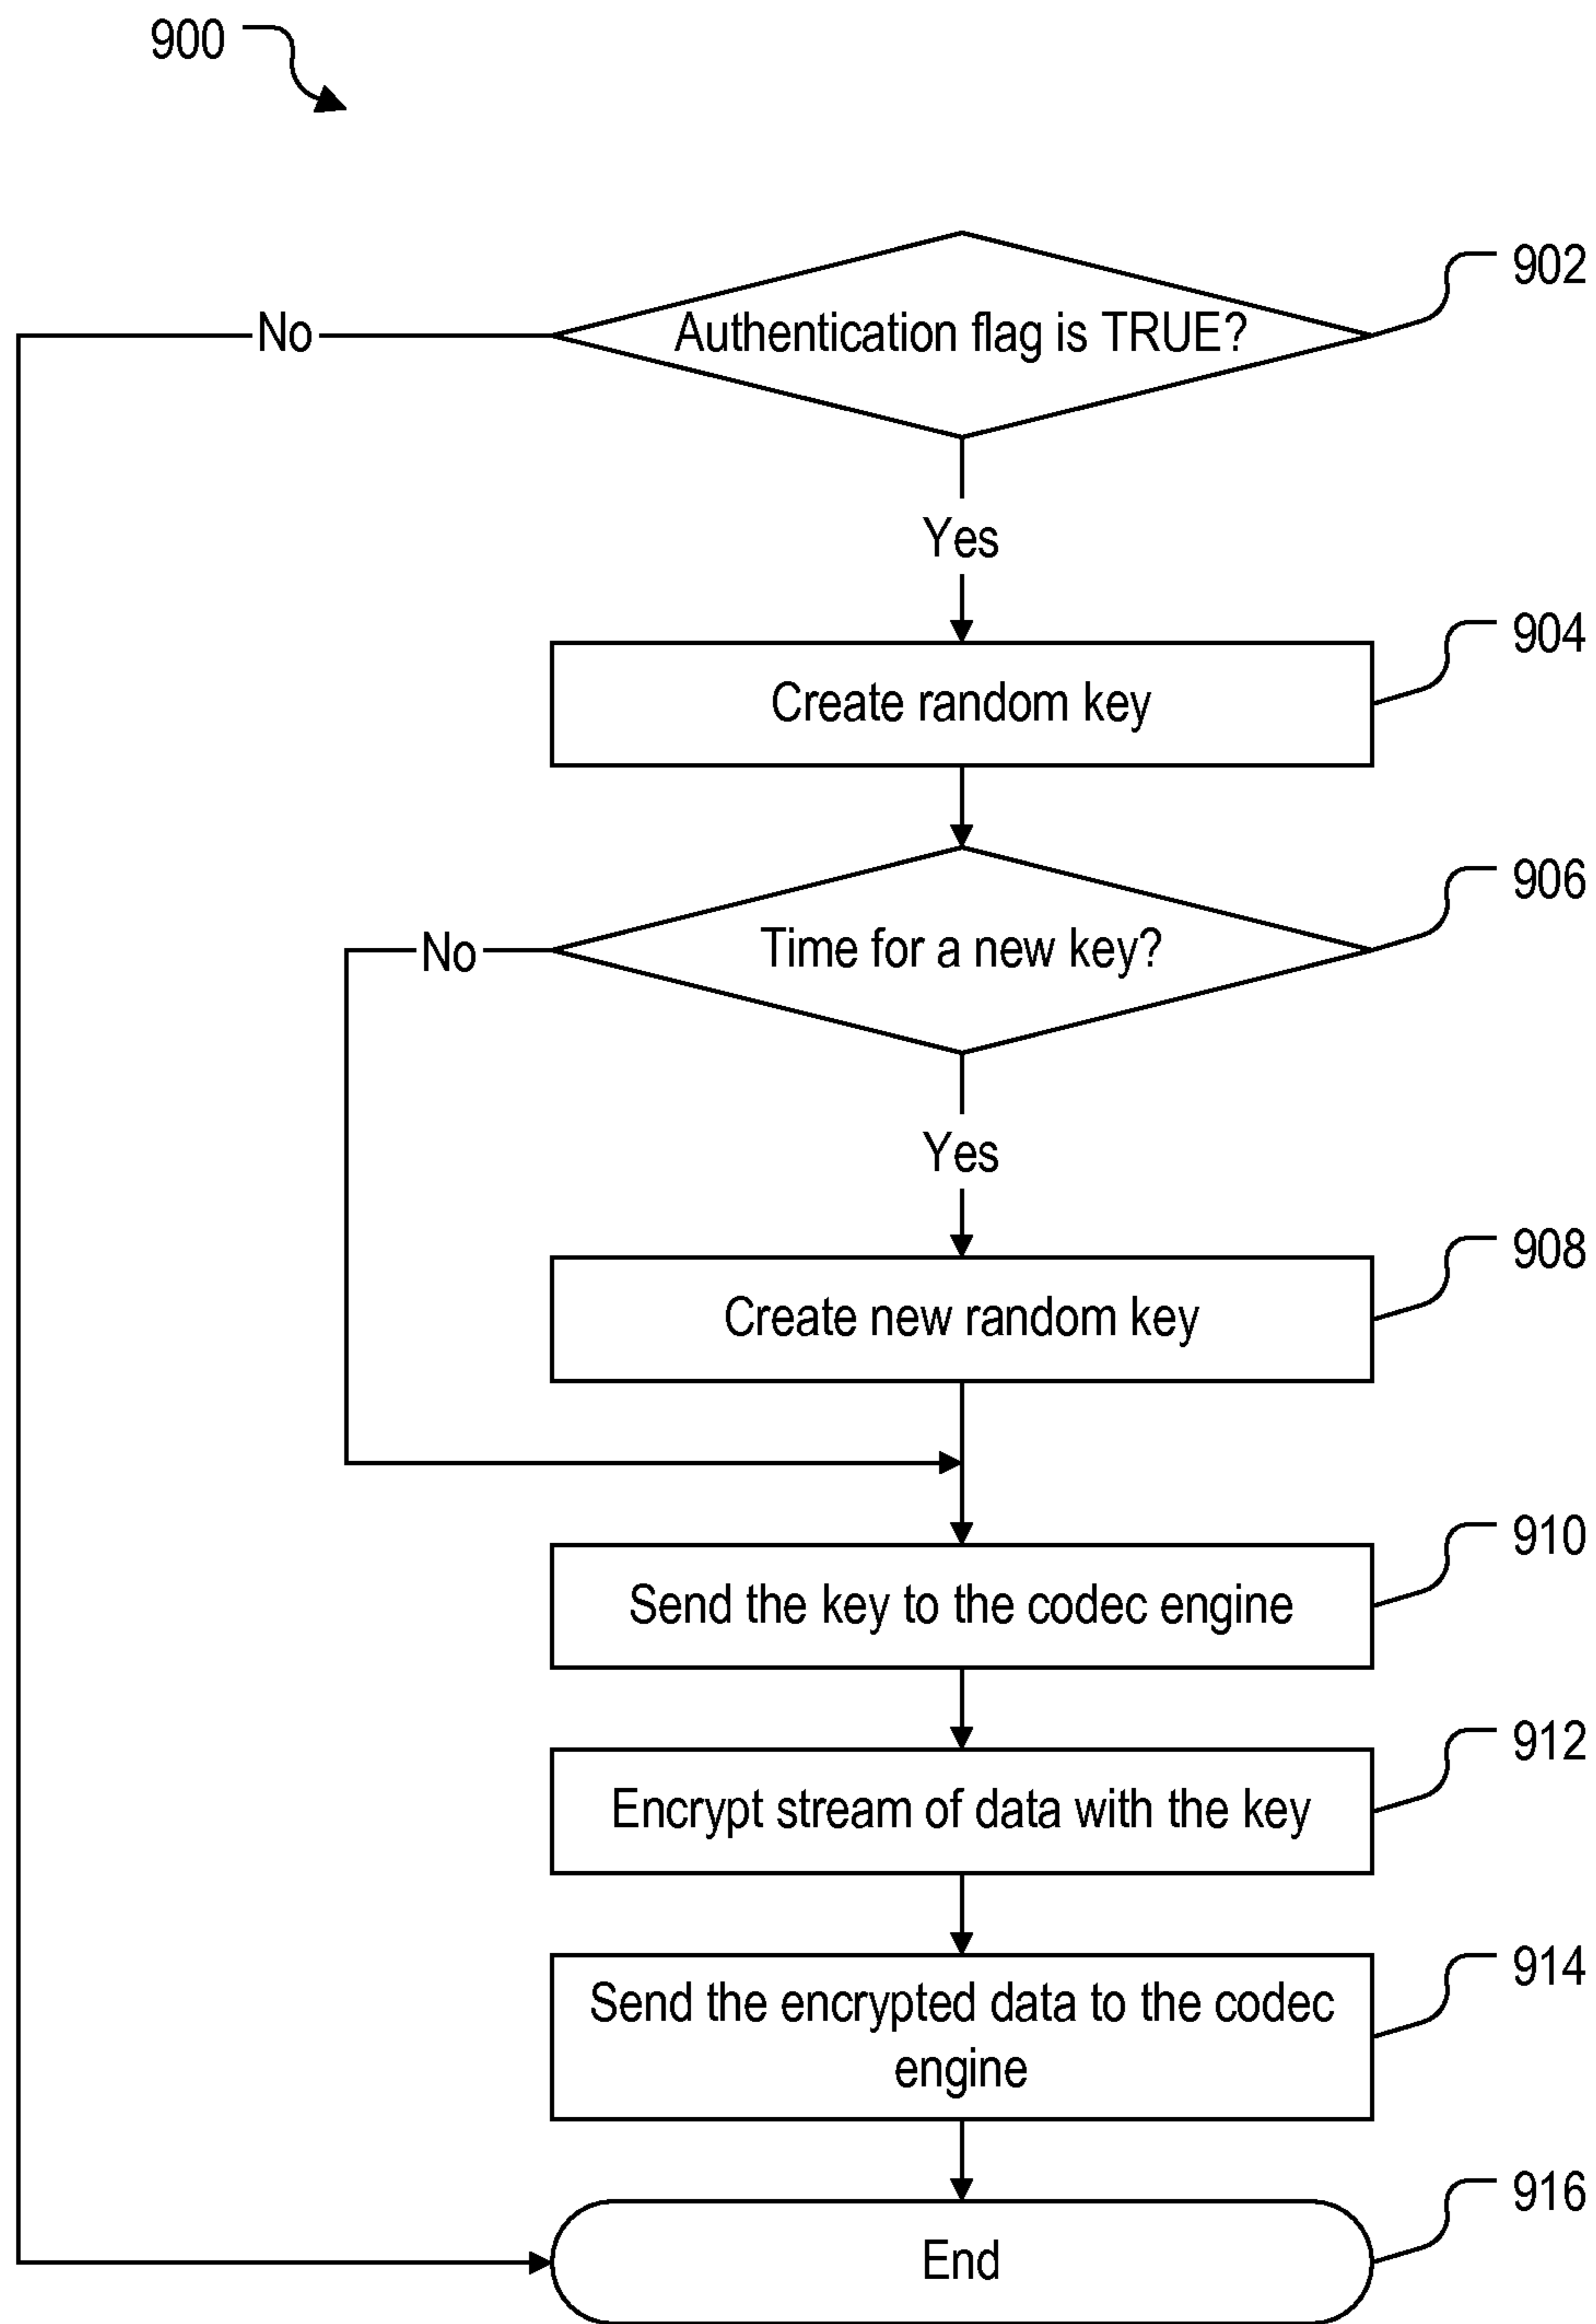 900
902
Authentication flag is TRUE?
No
Yes
904
Create random key
906
Time for a new key?
No
Yes
908
Create new random key
910
Send the key to the codec engine
912
Encrypt stream of data with the key
914
Send the encrypted data to the codec
engine
916
End